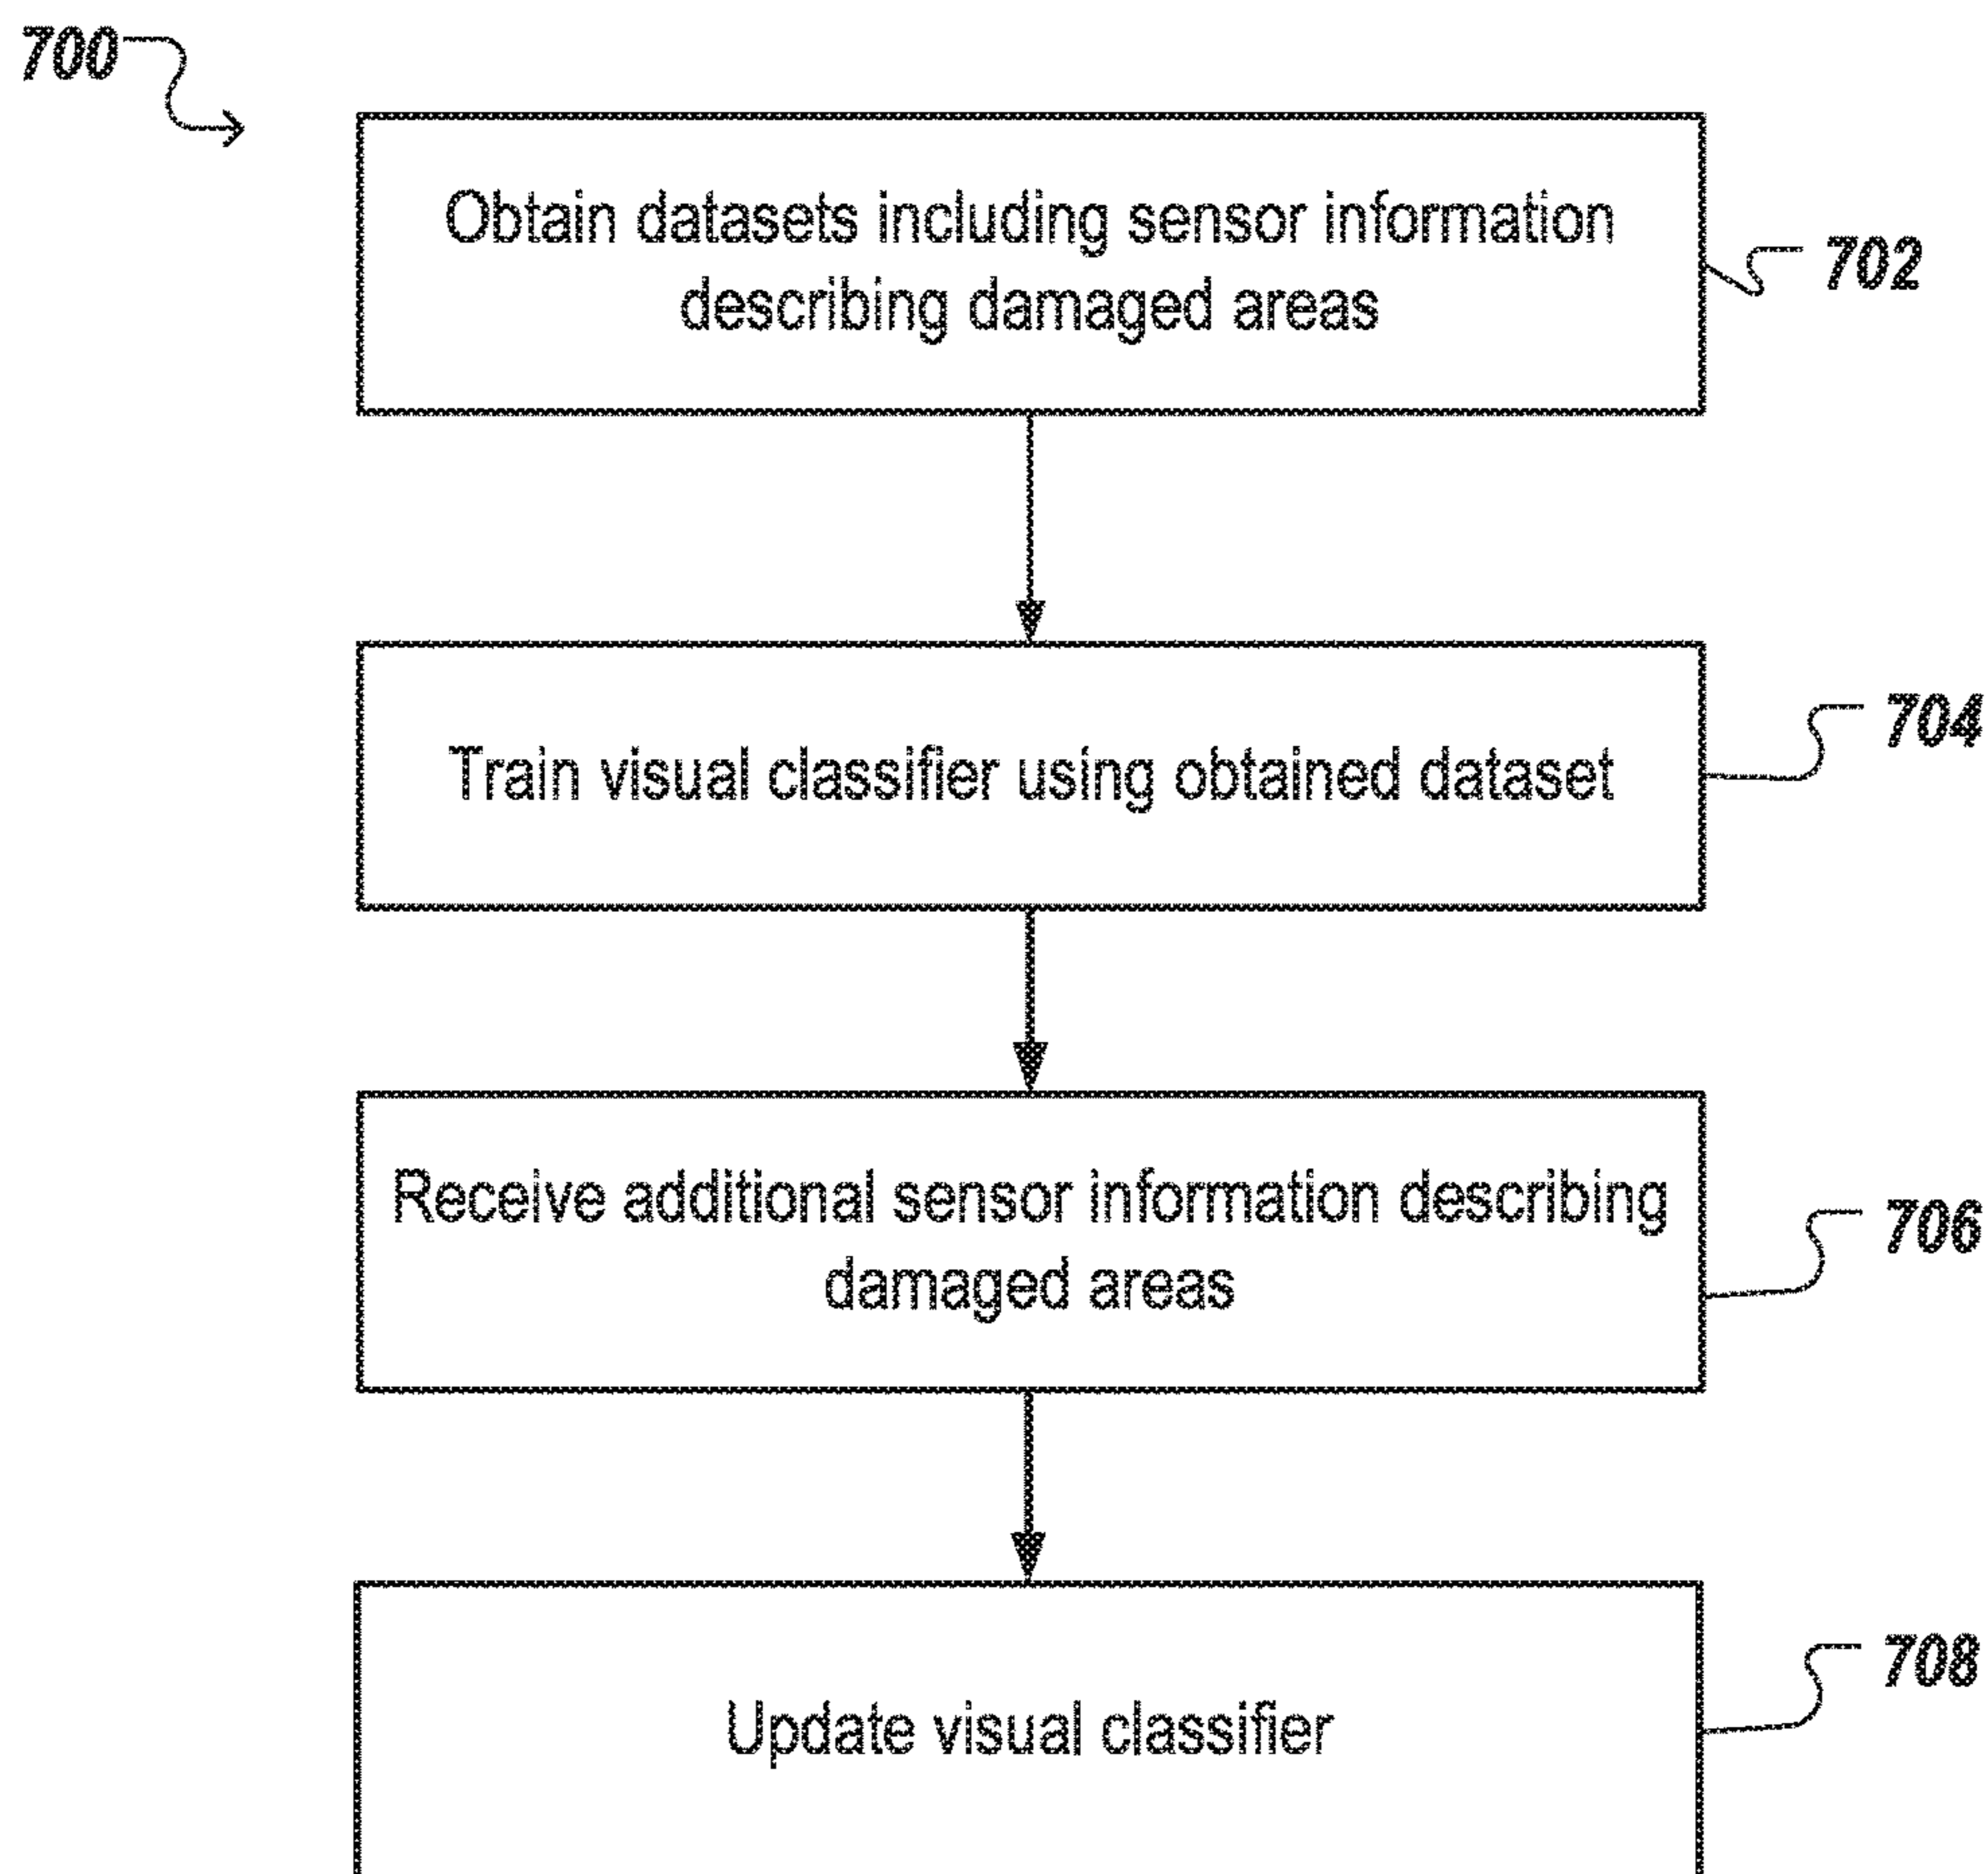 700
Obtain datasets including sensor information
describing damaged areas
702
Train visual classifier using obtained dataset
704
Receive additional sensor information describing
damaged areas
706
Update visual classifier
708